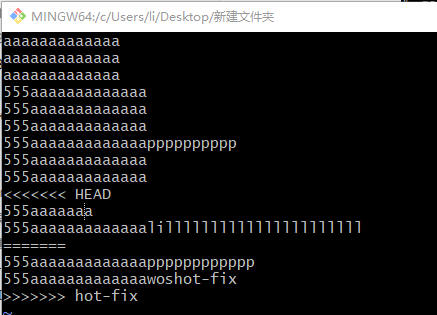 MINGW64:/c/Users/li/Desktop/新建文件夹
aaaaaaaaaaaaa
aaaaaaaaaaaaa
aaaaaaaaaaaaa
555aaaaaaaaaaaaa
555aaaaaaaaaaaaa
555aaaaaaaaaaaaa
555aaaaaaaaaaaaapppppppppp
555aaaaaaaaaaaaa
555aaaaaaaaaaaaa
<<<<<<< HEAD
555aaaaaaa
555aaaaaaaaaaaaalilllllllllllllllllllllll
=======
555aaaaaaaaaaaaapppppppppppp
555aaaaaaaaaaaaawoshot-fix
>>>>>>> hot-fix
~